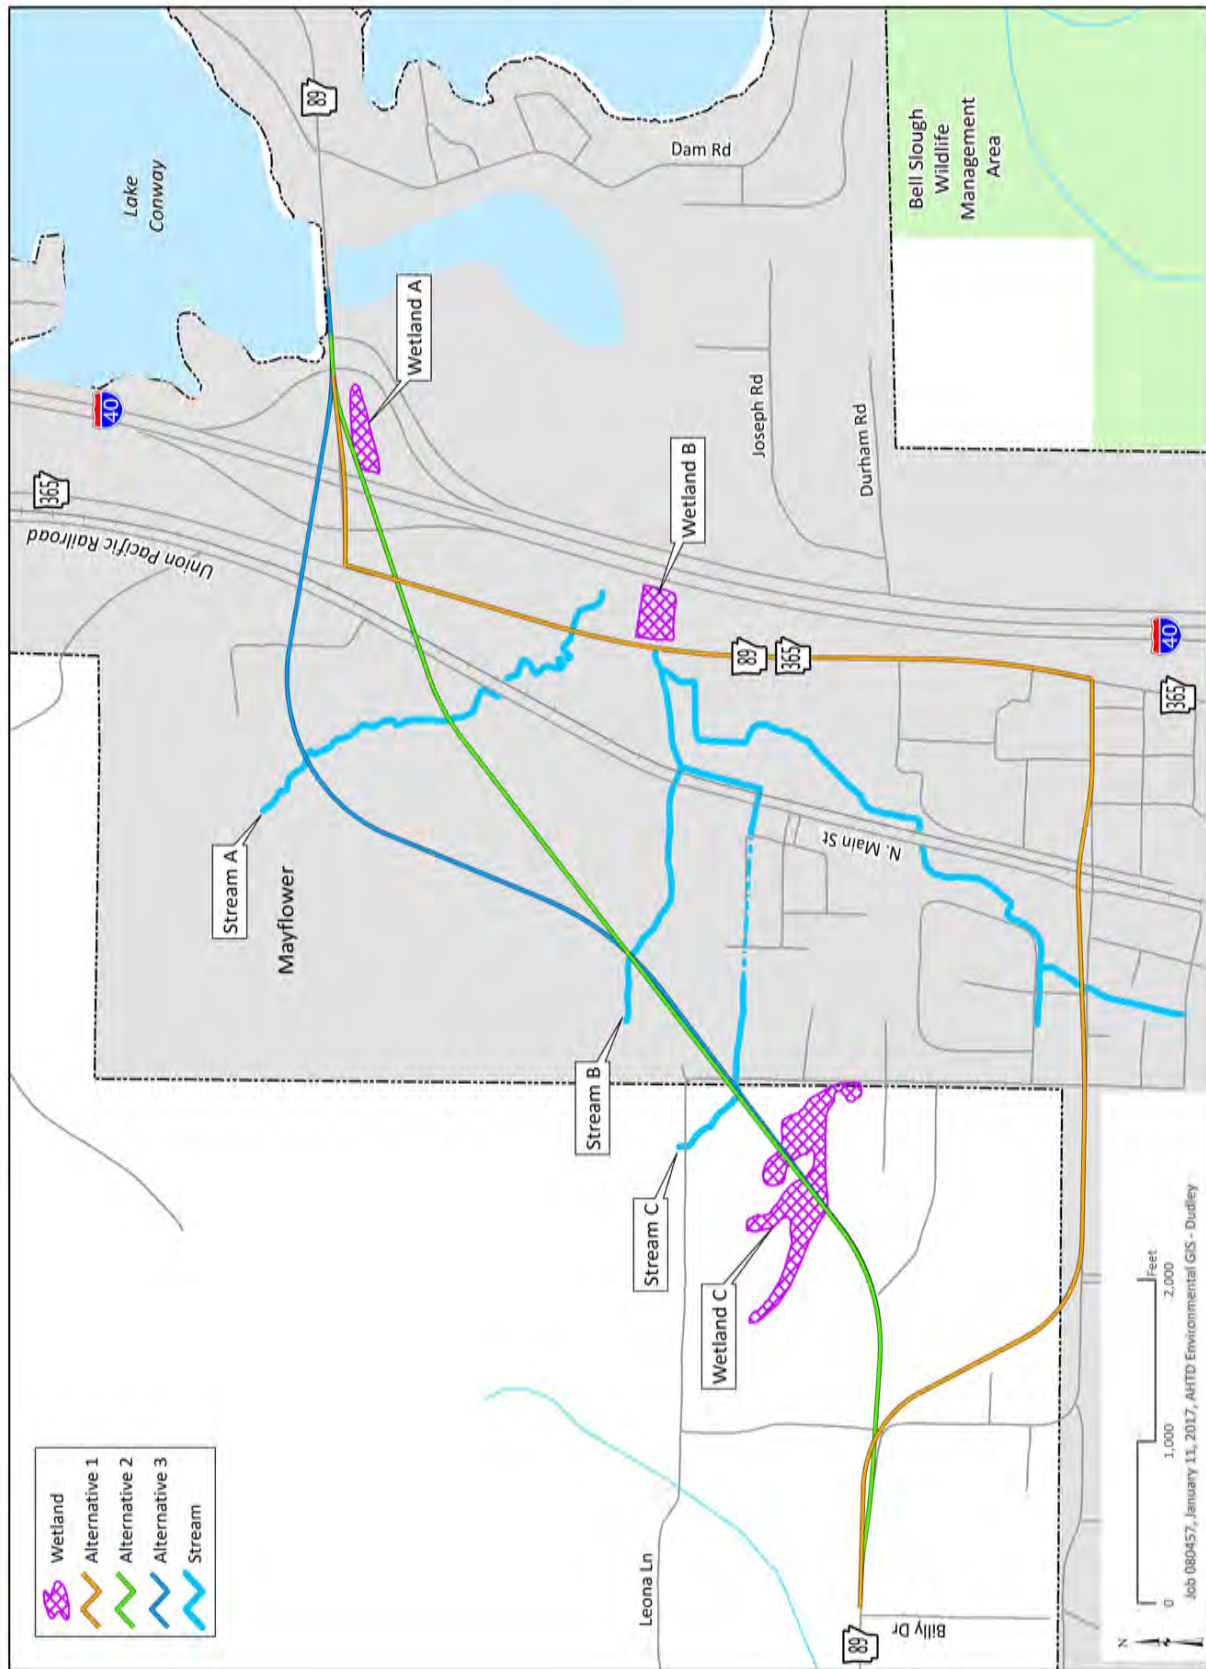 Wetland
Alternative 1
Alternative 2
Alternative 3
Stream
Lake
Conway
89
40
365
Union Pacific Railroad
Wetland A
Dam Rd
Bell Slough
Wildlife
Management
Area
Stream A
Mayflower
Wetland B
Joseph Rd
Durham Rd
Stream B
89
365
N. Main St
40
365
Stream C
Wetland C
Leona Ln
89
Billy Dr
N
0
1,000
2,000
Feet
Job 080457, January 11, 2017, AHTD Environmental GIS - Dudley